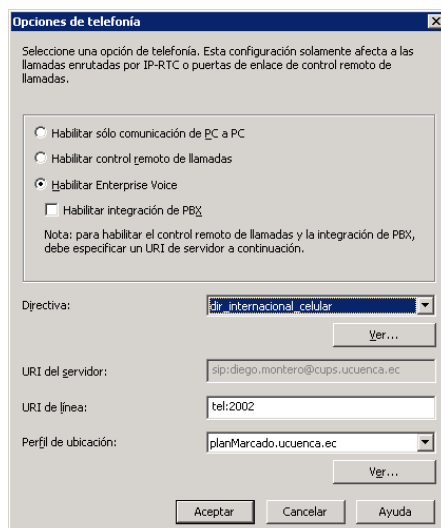 Opciones de telefonía
Seleccione una opción de telefonía. Esta configuración solamente afecta a las
llamadas enrutadas por IP-RTC o puertas de enlace de control remoto de
llamadas.
Habilitar sólo comunicación de PC a PC
Habilitar control remoto de llamadas
Habilitar Enterprise Voice
Habilitar integración de PBX
Nota: para habilitar el control remoto de llamadas y la integración de PBX,
debe especificar un URI de servidor a continuación.
Directiva: dir_internacional_celular
Ver...
URI del servidor: sip:diego.montero@cups.ucuenca.ec
URI de línea: tel:2002
Perfil de ubicación: planMarcado.ucuenca.ec
Ver...
Aceptar Cancelar Ayuda